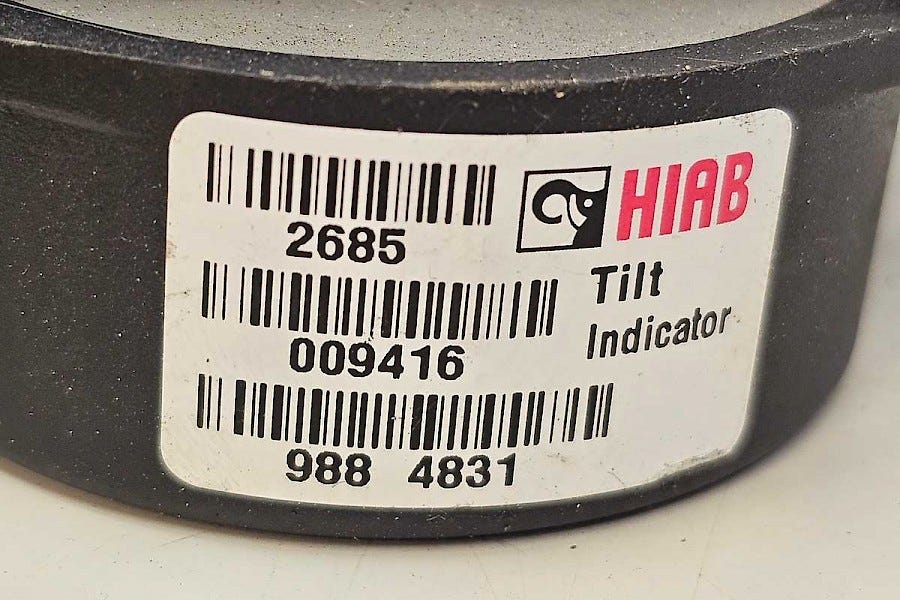 2685
HIAB
Tilt
009416
Indicator
988 4831